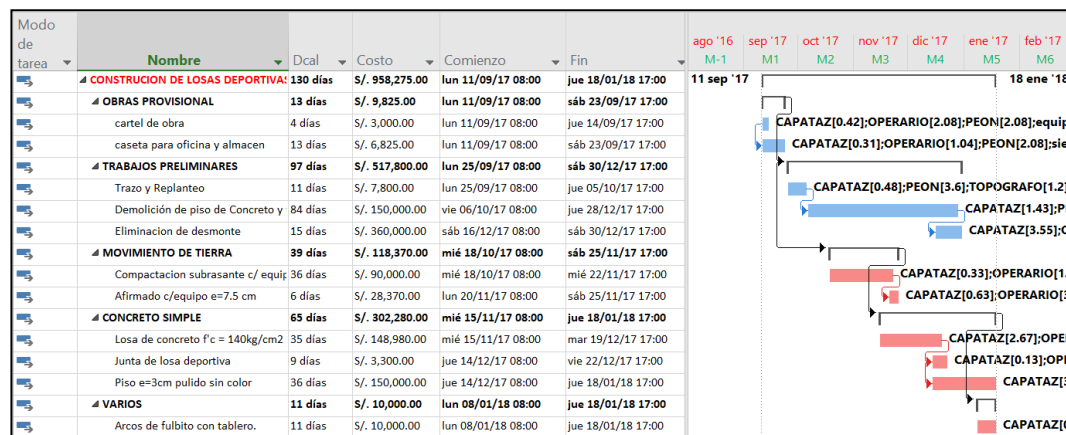 Modo de tarea Nombre Dcal Costo Comienzo Fin
ago '16 sep '17 oct '17 nov '17 dic '17 ene '17 feb '17
M-1 M1 M2 M3 M4 M5 M6
CONSTRUCION DE LOSAS DEPORTIVAS 130 días S/. 958,275.00 lun 11/09/17 08:00 jue 18/01/18 17:00 11 sep '17 18 ene '18
OBRAS PROVISIONAL 13 días S/. 9,825.00 lun 11/09/17 08:00 sáb 23/09/17 17:00
cartel de obra 4 días S/. 3,000.00 lun 11/09/17 08:00 jue 14/09/17 17:00 CAPATAZ[0.42];OPERARIO[2.08];PEON[2.08];equip
caseta para oficina y almacen 13 días S/. 6,825.00 lun 11/09/17 08:00 sáb 23/09/17 17:00 CAPATAZ[0.31];OPERARIO[1.04];PEON[2.08];sie
TRABAJOS PRELIMINARES 97 días S/. 517,800.00 lun 25/09/17 08:00 sáb 30/12/17 17:00
Trazo y Replanteo 11 días S/. 7,800.00 lun 25/09/17 08:00 jue 05/10/17 17:00 CAPATAZ[0.48];PEON[3.6];TOPOGRAFO[1.2]
Demolición de piso de Concreto y 84 días S/. 150,000.00 vie 06/10/17 08:00 jue 28/12/17 17:00 CAPATAZ[1.43];P
Eliminacion de desmonte 15 días S/. 360,000.00 sáb 16/12/17 08:00 sáb 30/12/17 17:00 CAPATAZ[3.55];
MOVIMIENTO DE TIERRA 39 días S/. 118,370.00 mié 18/10/17 08:00 sáb 25/11/17 17:00
Compactacion subrasante c/ equip 36 días S/. 90,000.00 mié 18/10/17 08:00 mié 22/11/17 17:00 CAPATAZ[0.33];OPERARIO[1.
Afirmado c/equipo e=7.5 cm 6 días S/. 28,370.00 lun 20/11/17 08:00 sáb 25/11/17 17:00 CAPATAZ[0.63];OPERARIO[3
CONCRETO SIMPLE 65 días S/. 302,280.00 mié 15/11/17 08:00 jue 18/01/18 17:00
Losa de concreto f'c = 140kg/cm2 35 días S/. 148,980.00 mié 15/11/17 08:00 mar 19/12/17 17:00 CAPATAZ[2.67];OPE
Junta de losa deportiva 9 días S/. 3,300.00 jue 14/12/17 08:00 vie 22/12/17 17:00 CAPATAZ[0.13];OP
Piso e=3cm pulido sin color 36 días S/. 150,000.00 jue 14/12/17 08:00 jue 18/01/18 17:00 CAPATAZ[3
VARIOS 11 días S/. 10,000.00 lun 08/01/18 08:00 jue 18/01/18 17:00
Arcos de fulbito con tablero. 11 días S/. 10,000.00 lun 08/01/18 08:00 jue 18/01/18 17:00 CAPATAZ[0